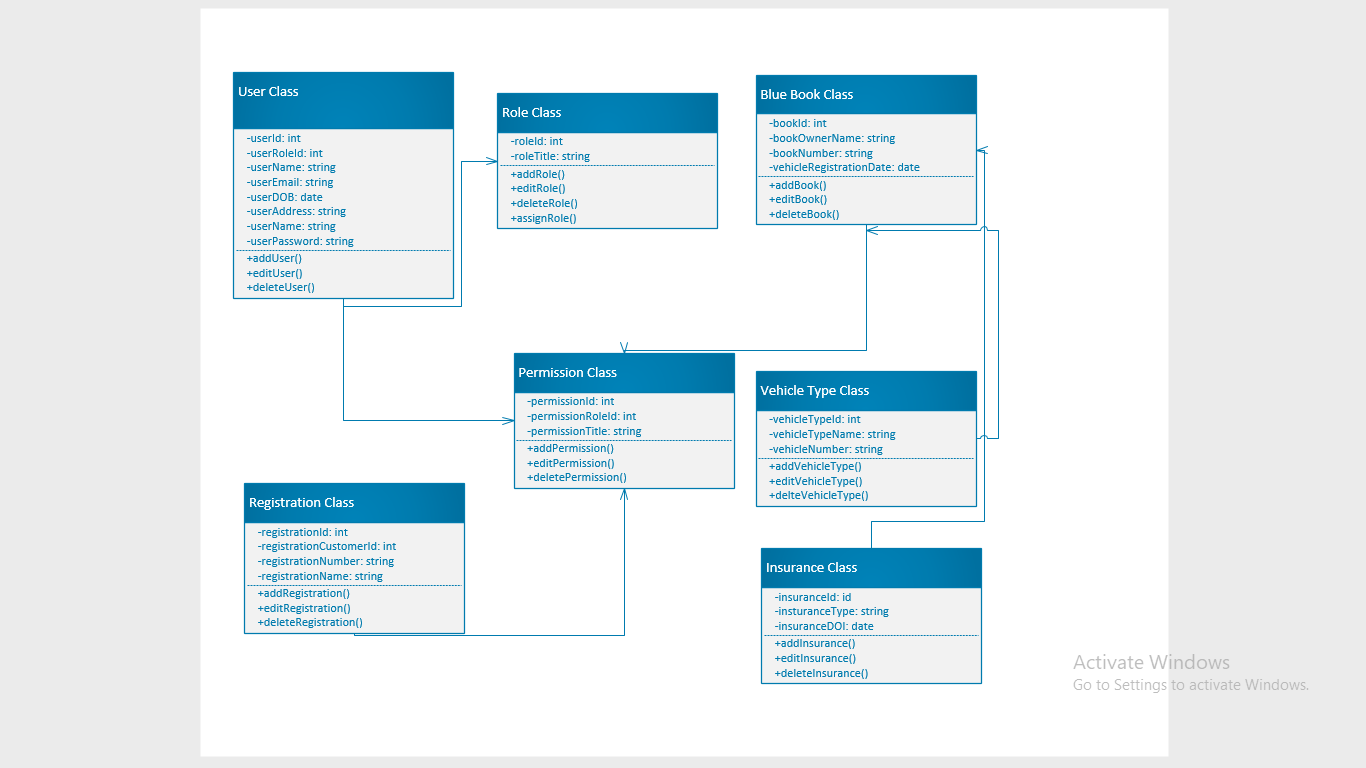 User Class
-userId: int
-userRoleId: int
-userName: string
-userEmail: string
-userDOB: date
-userAddress: string
-userName: string
-userPassword: string
+addUser()
+editUser()
+deleteUser()
Role Class
-roleId: int
-roleTitle: string
+addRole()
+editRole()
+deleteRole()
+assignRole()
Blue Book Class
-bookId: int
-bookOwnerName: string
-bookNumber: string
-vehicleRegistrationDate: date
+addBook()
+editBook()
+deleteBook()
Permission Class
-permissionId: int
-permissionRoleId: int
-permissionTitle: string
+addPermission()
+editPermission()
+deletePermission()
Vehicle Type Class
-vehicleTypeId: int
-vehicleTypeName: string
-vehicleNumber: string
+addVehicleType()
+editVehicleType()
+delteVehicleType()
Registration Class
-registrationId: int
-registrationCustomerId: int
-registrationNumber: string
-registrationName: string
+addRegistration()
+editRegistration()
+deleteRegistration()
Insurance Class
-insuranceId: id
-insturanceType: string
-insuranceDOI: date
+addInsurance()
+editInsurance()
+deleteInsurance()
Activate Windows
Go to Settings to activate Windows.